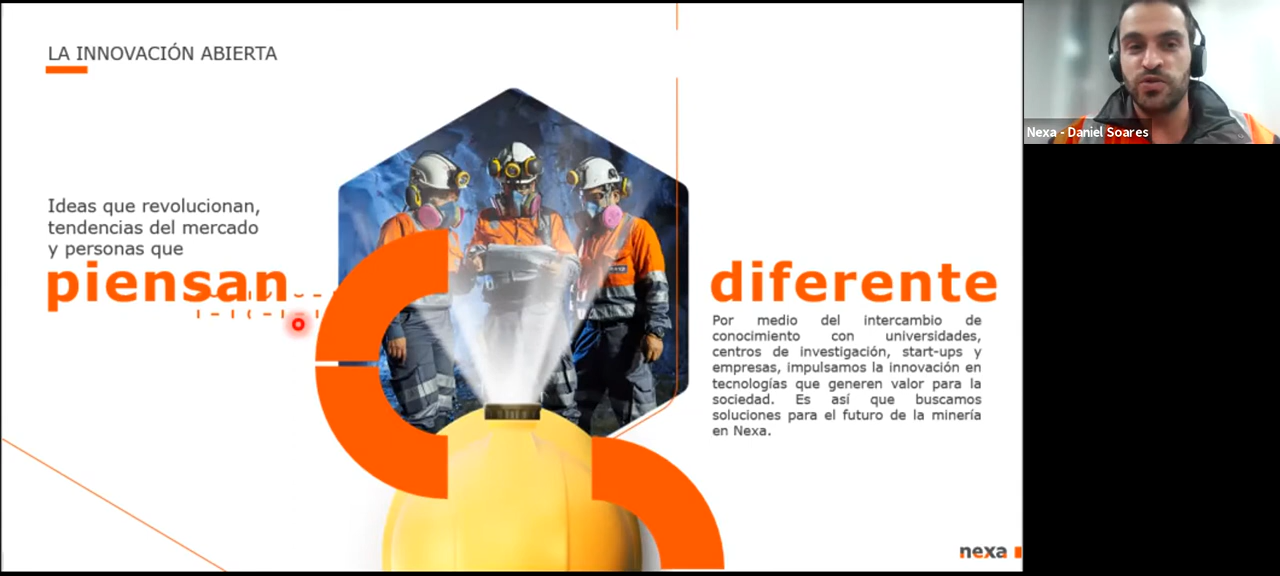 LA INNOVACIÓN ABIERTA
Ideas que revolucionan,
tendencias del mercado
y personas que
piensan
diferente
Por medio del intercambio de
conocimiento con universidades,
centros de investigación, start-ups y
empresas, impulsamos la innovación en
tecnologías que generen valor para la
sociedad. Es así que buscamos
soluciones para el futuro de la minería
en Nexa.
nexa
Nexa - Daniel Soares